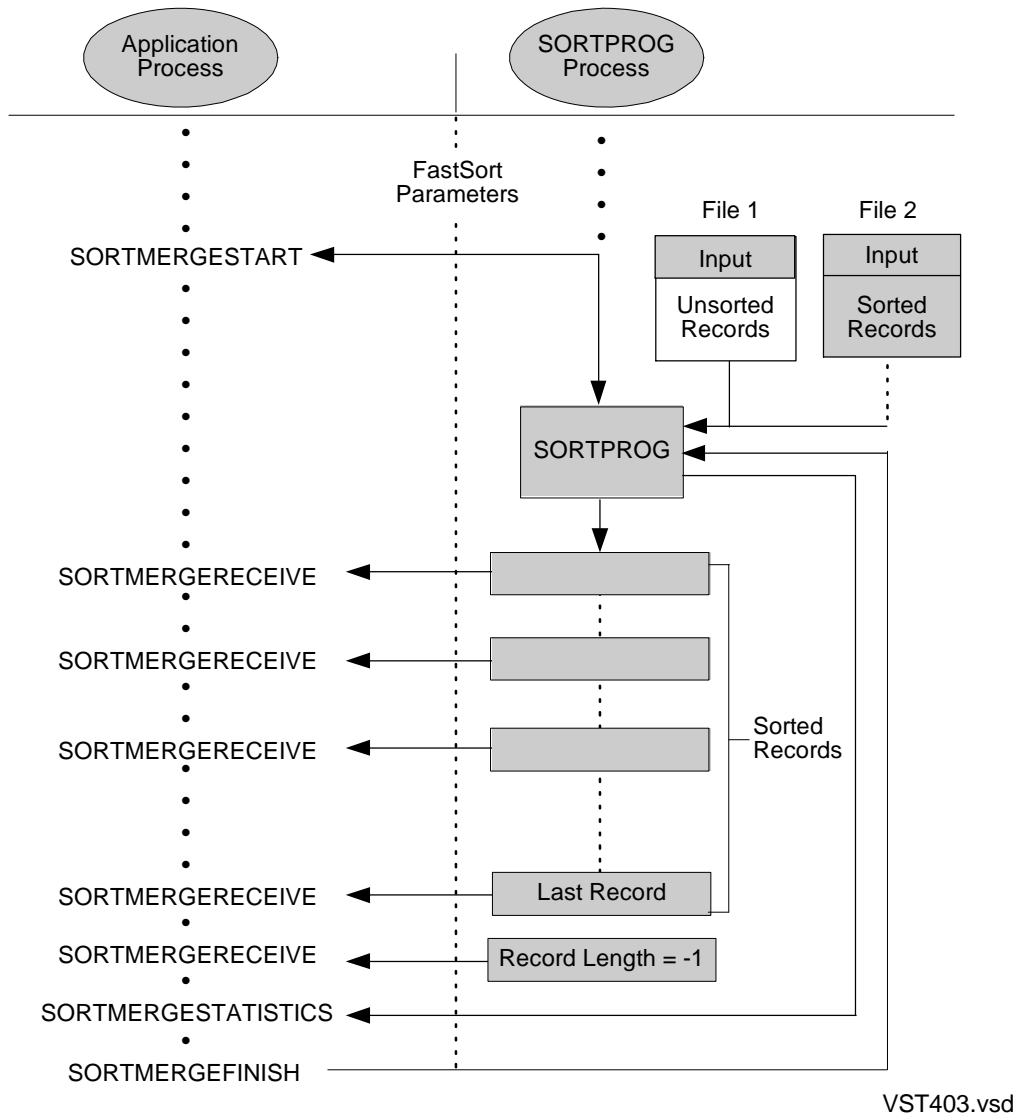 Application
Process
SORTPROG
Process
FastSort
Parameters
File 1
File 2
Input
Input
SORTMERGESTART
Unsorted
Records
Sorted
Records
SORTPROG
SORTMERGERECEIVE
SORTMERGERECEIVE
SORTMERGERECEIVE
Sorted
Records
SORTMERGERECEIVE
Last Record
SORTMERGERECEIVE
Record Length = -1
SORTMERGESTATISTICS
SORTMERGEFINISH
VST403.vsd